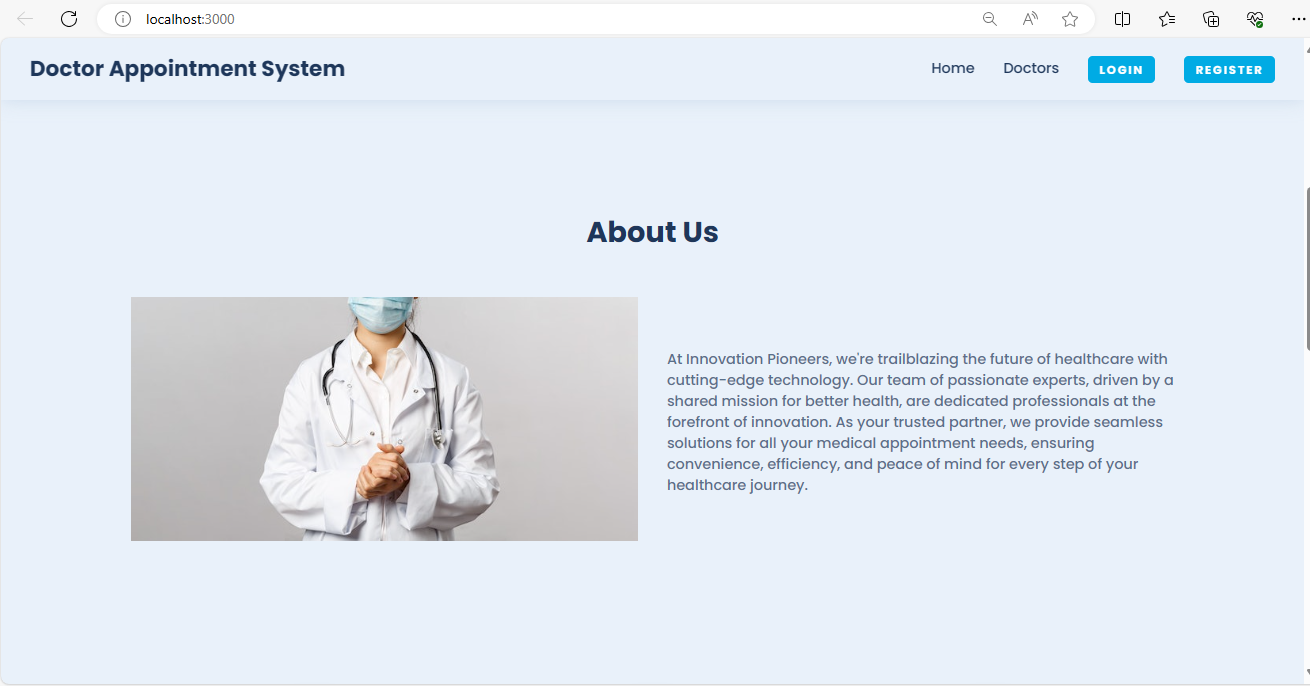 localhost:3000
Doctor Appointment System
Home
Doctors
LOGIN
REGISTER
About Us
At Innovation Pioneers, we're trailblazing the future of healthcare with
cutting-edge technology. Our team of passionate experts, driven by a
shared mission for better health, are dedicated professionals at the
forefront of innovation. As your trusted partner, we provide seamless
solutions for all your medical appointment needs, ensuring
convenience, efficiency, and peace of mind for every step of your
healthcare journey.